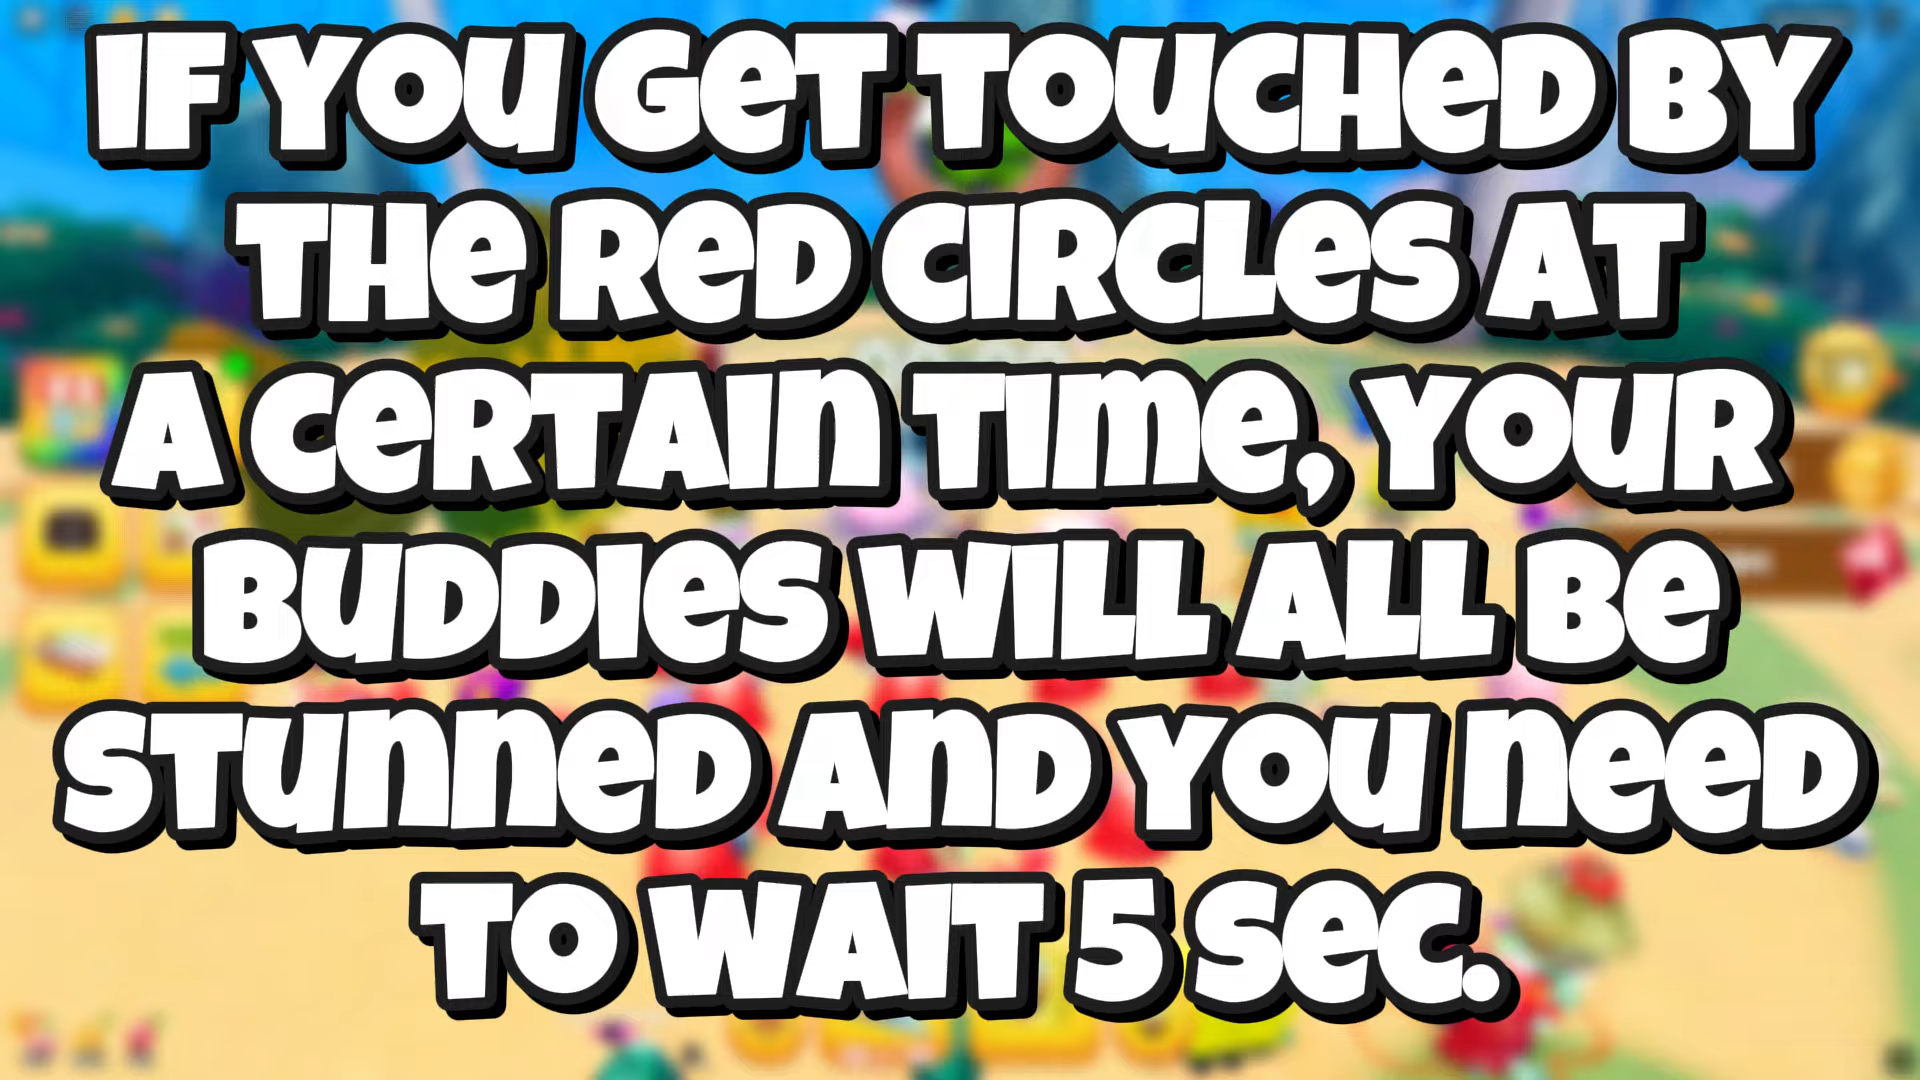 IF YOU GET TOUCHED BY
THE RED CIRCLES AT
A CERTAIN TIME, YOUR
BUDDIES WILL ALL BE
STUNNED AND YOU NEED
TO WAIT 5 SEC.